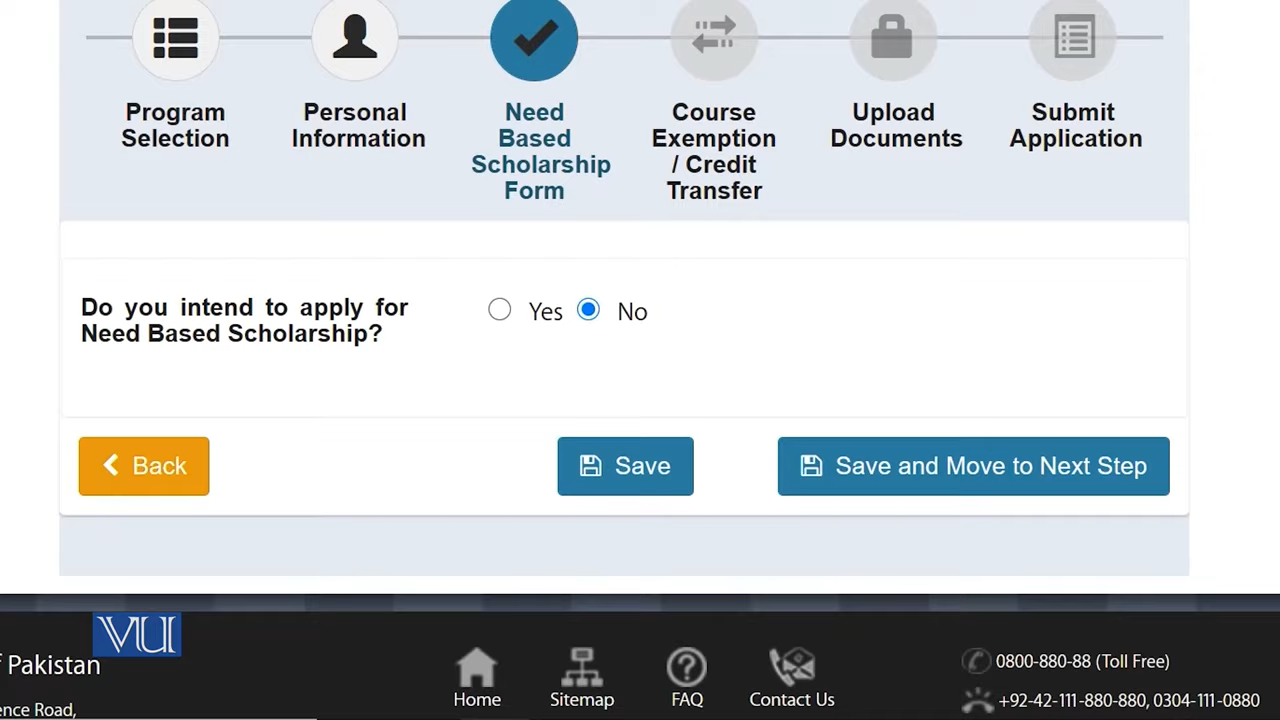 Program
Selection
Personal
Information
Need
Based
Scholarship
Form
Course
Exemption
/ Credit
Transfer
Upload
Documents
Submit
Application
Do you intend to apply for
Need Based Scholarship?
Yes No
Back
Save
Save and Move to Next Step
VU
Pakistan
ence Road,
Home
Sitemap
FAQ
Contact Us
0800-880-88 (Toll Free)
+92-42-111-880-880, 0304-111-0880